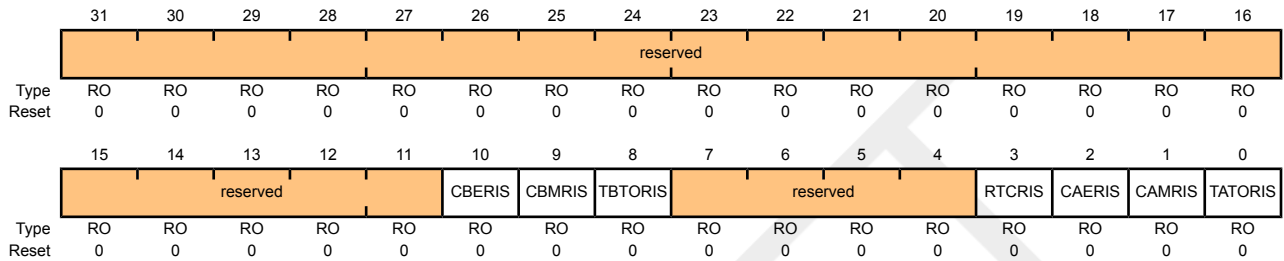 31 30 29 28 27 26 25 24 23 22 21 20 19 18 17 16
reserved
Type RO RO RO RO RO RO RO RO RO RO RO RO RO RO RO RO
Reset 0 0 0 0 0 0 0 0 0 0 0 0 0 0 0 0
15 14 13 12 11 10 9 8 7 6 5 4 3 2 1 0
reserved CBERIS CBMRIS TBTORIS reserved RTCRIS CAERIS CAMRIS TATORIS
Type RO RO RO RO RO RO RO RO RO RO RO RO RO RO RO RO
Reset 0 0 0 0 0 0 0 0 0 0 0 0 0 0 0 0